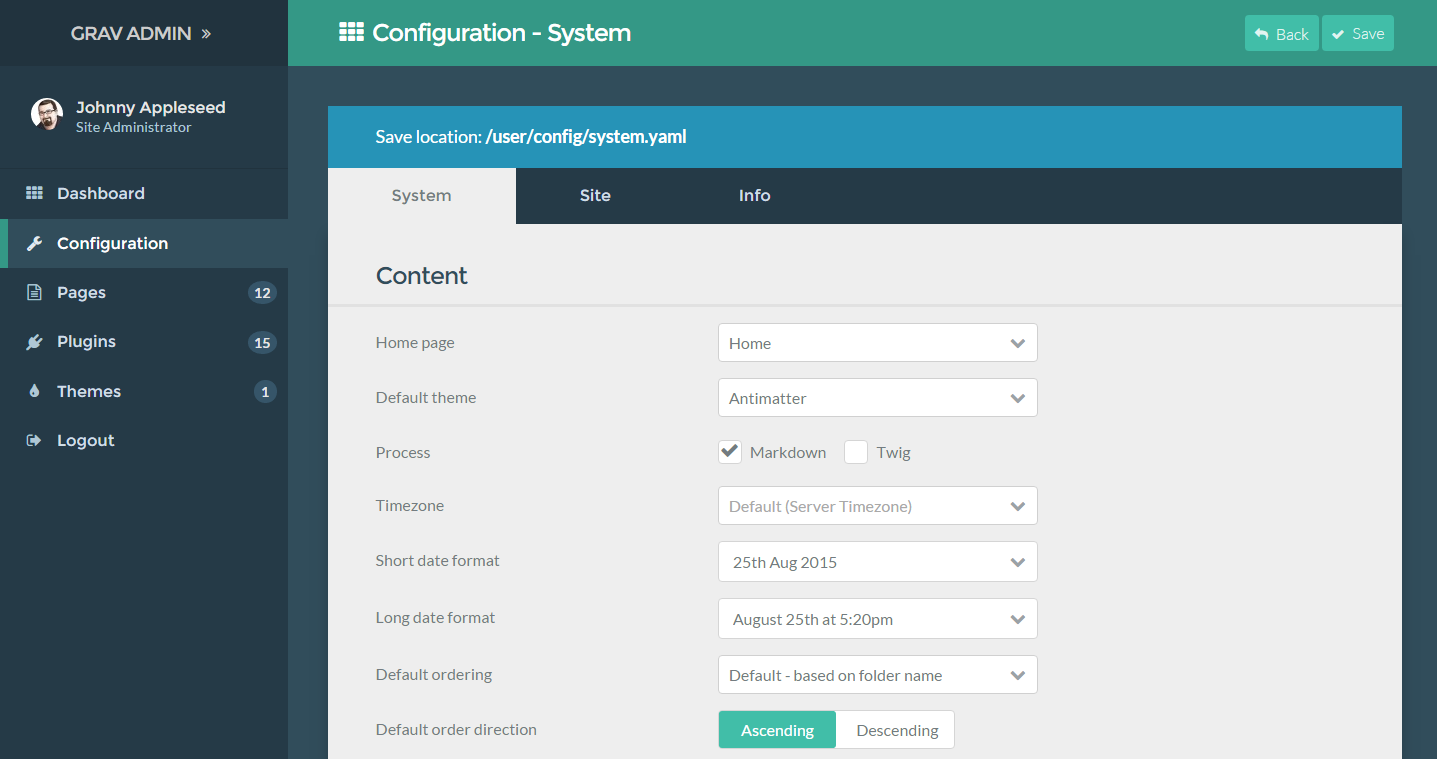 GRAV ADMIN »
Configuration - System
Back
Save
Johnny Appleseed
Site Administrator
Dashboard
Configuration
Pages 12
Plugins 15
Themes 1
Logout
Save location: /user/config/system.yaml
System Site Info
Content
Home page Home
Default theme Antimatter
Process Markdown Twig
Timezone Default (Server Timezone)
Short date format 25th Aug 2015
Long date format August 25th at 5:20pm
Default ordering Default - based on folder name
Default order direction Ascending Descending